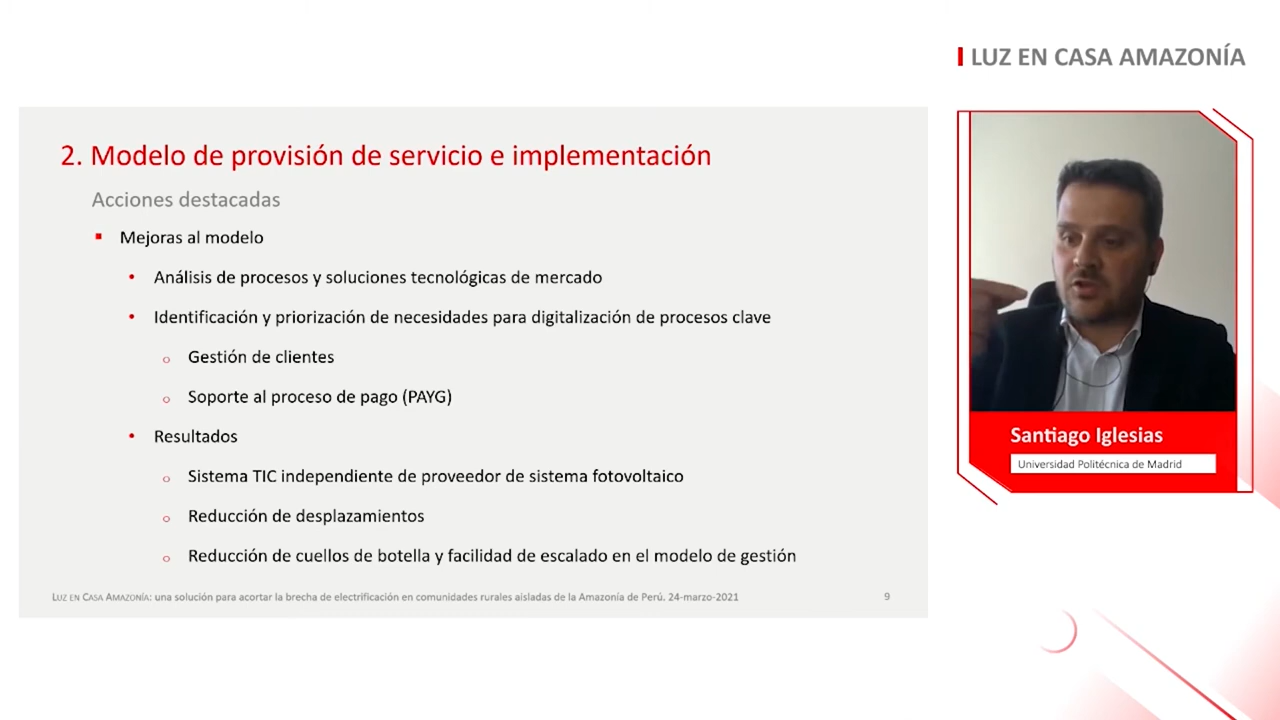 LUZ EN CASA AMAZONÍA
2. Modelo de provisión de servicio e implementación
Acciones destacadas
Mejoras al modelo
Análisis de procesos y soluciones tecnológicas de mercado
Identificación y priorización de necesidades para digitalización de procesos clave
Gestión de clientes
Soporte al proceso de pago (PAYG)
Resultados
Sistema TIC independiente de proveedor de sistema fotovoltaico
Reducción de desplazamientos
Reducción de cuellos de botella y facilidad de escalado en el modelo de gestión
LUZ EN CASA AMAZONÍA: una solución para acortar la brecha de electrificación en comunidades rurales aisladas de la Amazonía de Perú. 24-marzo-2021
9
Santiago Iglesias
Universidad Politécnica de Madrid